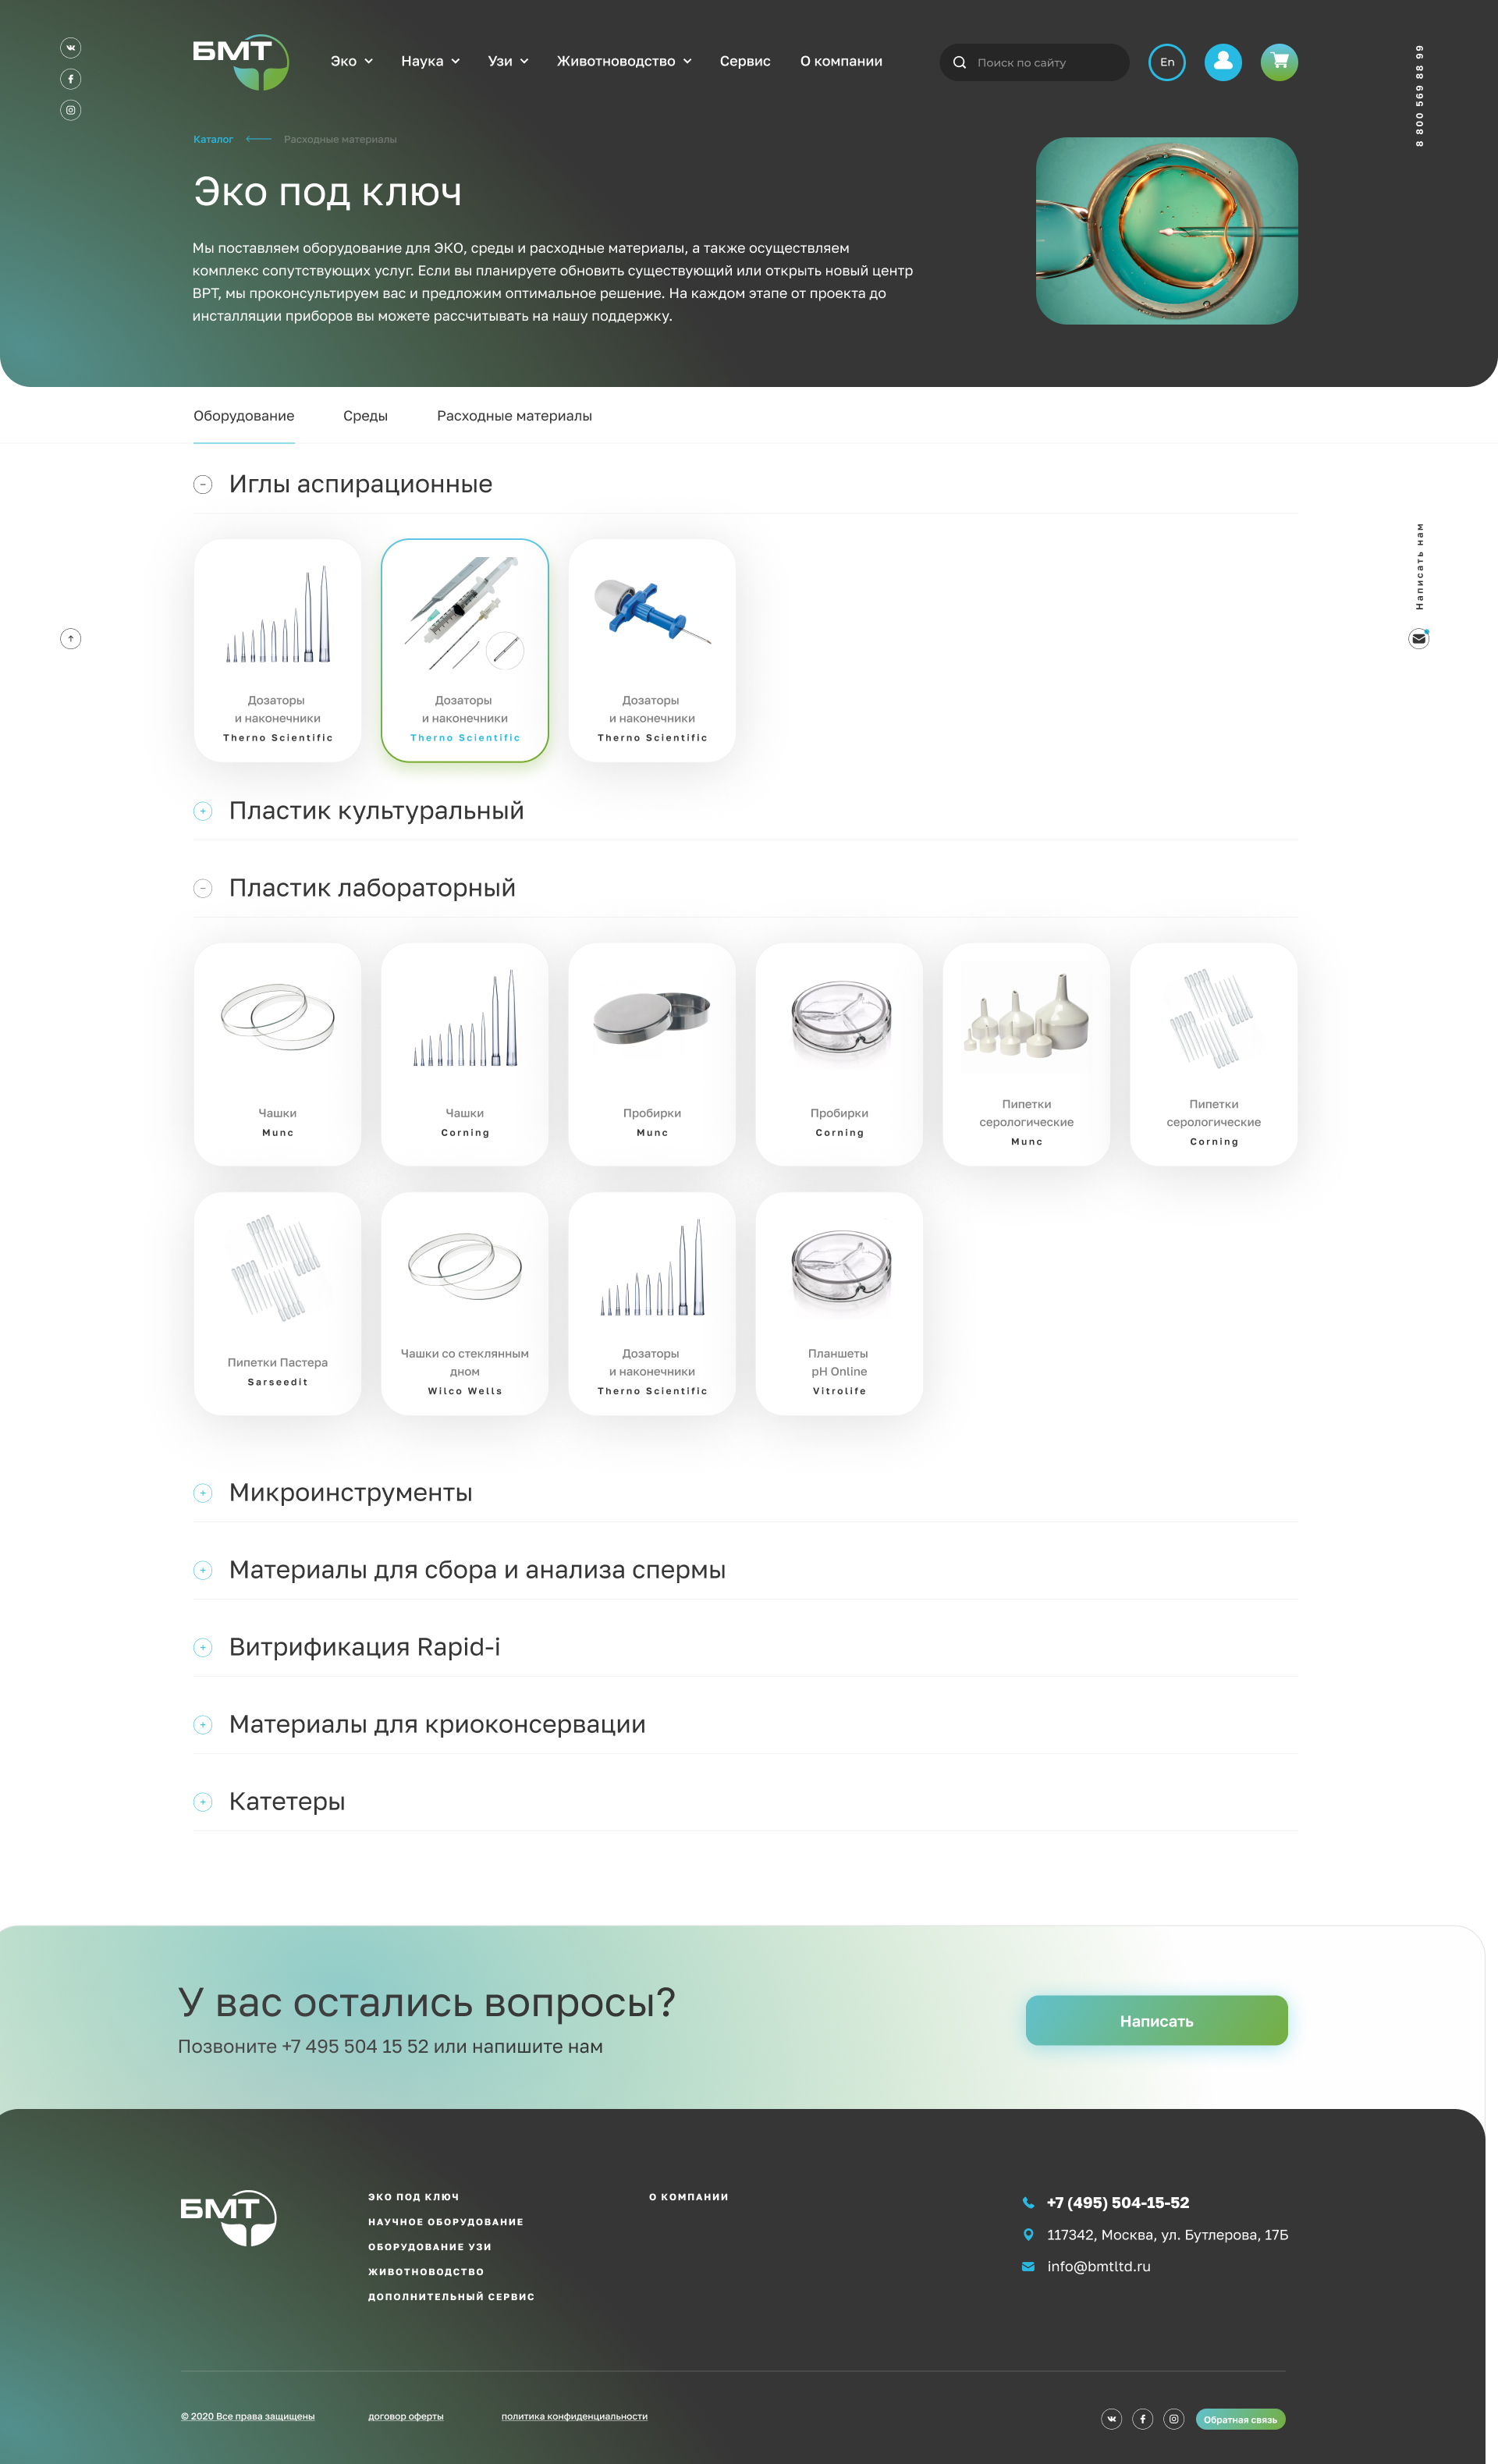 БМТ
Эко
Наука
Узи
Животноводство
Сервис
О компании
Поиск по сайту
En
8 800 569 88 99
Каталог
Расходные материалы
Эко под ключ
Мы поставляем оборудование для ЭКО, среды и расходные материалы, а также осуществляем
комплекс сопутствующих услуг. Если вы планируете обновить существующий или открыть новый центр
ВРТ, мы проконсультируем вас и предложим оптимальное решение. На каждом этапе от проекта до
инсталляции приборов вы можете рассчитывать на нашу поддержку.
Оборудование
Среды
Расходные материалы
Иглы аспирационные
Написать нам
Дозаторы
и наконечники
Therno Scientific
Дозаторы
и наконечники
Therno Scientific
Дозаторы
и наконечники
Therno Scientific
Пластик культуральный
Пластик лабораторный
Чашки
Munc
Чашки
Corning
Пробирки
Munc
Пробирки
Corning
Пипетки
серологические
Munc
Пипетки
серологические
Corning
Пипетки Пастера
Sarseedit
Чашки со стеклянным
дном
Wilco Wells
Дозаторы
и наконечники
Therno Scientific
Планшеты
pH Online
Vitrolife
Микроинструменты
Материалы для сбора и анализа спермы
Витрификация Rapid-i
Материалы для криоконсервации
Катетеры
У вас остались вопросы?
Позвоните +7 495 504 15 52 или напишите нам
Написать
БМТ
ЭКО ПОД КЛЮЧ
НАУЧНОЕ ОБОРУДОВАНИЕ
ОБОРУДОВАНИЕ УЗИ
ЖИВОТНОВОДСТВО
ДОПОЛНИТЕЛЬНЫЙ СЕРВИС
О КОМПАНИИ
+7 (495) 504-15-52
117342, Москва, ул. Бутлерова, 17Б
info@bmtltd.ru
© 2020 Все права защищены
договор оферты
политика конфиденциальности
Обратная связь